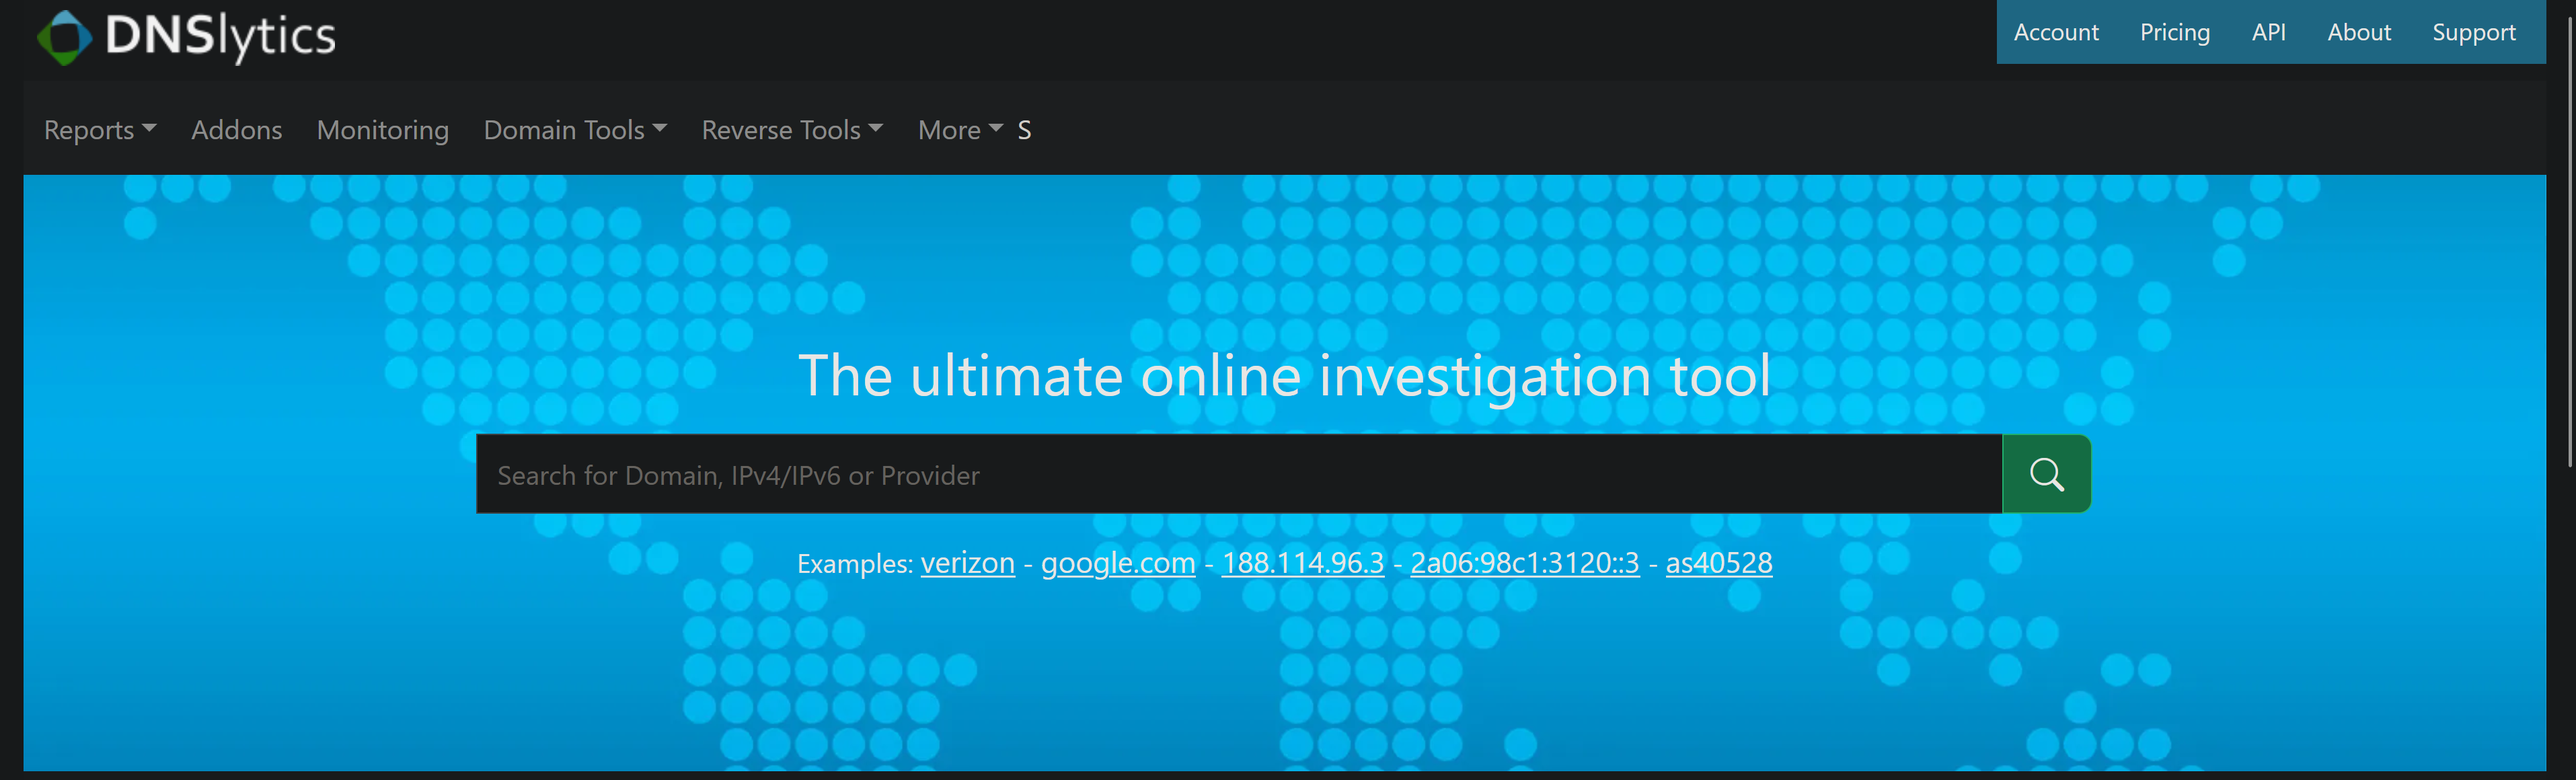 DNSlytics
Account Pricing API About Support
Reports Addons Monitoring Domain Tools Reverse Tools More S
The ultimate online investigation tool
Search for Domain, IPv4/IPv6 or Provider
Examples: verizon - google.com - 188.114.96.3 - 2a06:98c1:3120::3 - as40528